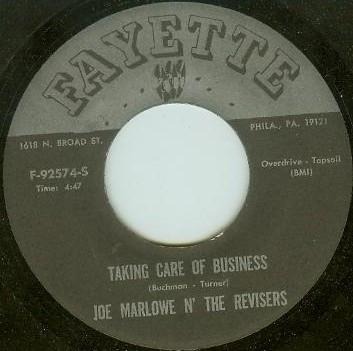 FAYETTE
1618 N. BROAD ST.
PHILA., PA. 19121
F-92574-S
Time: 4:47
Overdrive - Topsoil
(BMI)
TAKING CARE OF BUSINESS
(Buchman - Turner)
JOE MARLOWE N' THE REVISERS